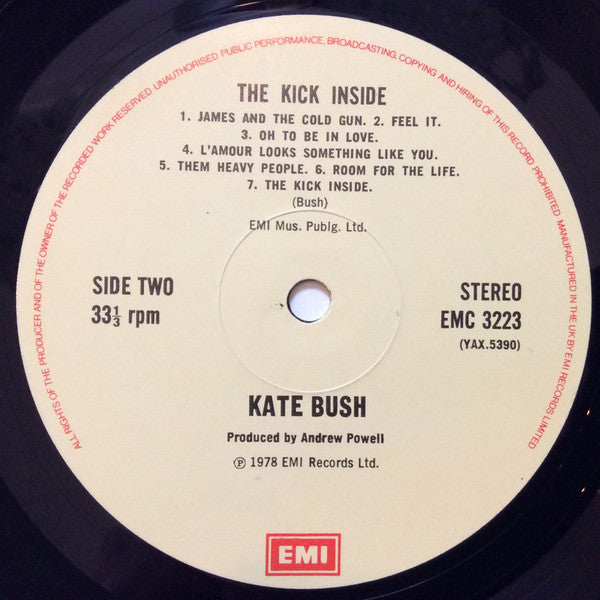 ALL RIGHTS OF THE PRODUCER AND OF THE OWNER OF THE RECORDED WORK RESERVED UNAUTHORISED PUBLIC PERFORMANCE, BROADCASTING, COPYING AND HIRING OF THIS RECORD PROHIBITED MANUFACTURED IN THE UK BY EMI RECORDS LIMITED
THE KICK INSIDE
1. JAMES AND THE COLD GUN. 2. FEEL IT.
3. OH TO BE IN LOVE.
4. L'AMOUR LOOKS SOMETHING LIKE YOU.
5. THEM HEAVY PEOPLE. 6. ROOM FOR THE LIFE.
7. THE KICK INSIDE.
(Bush)
EMI Mus. Publg. Ltd.
SIDE TWO
33⅓ rpm
STEREO
EMC 3223
(YAX.5390)
KATE BUSH
Produced by Andrew Powell
℗ 1978 EMI Records Ltd.
EMI